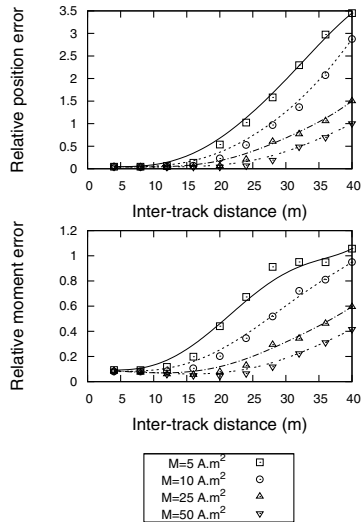 Relative position error
3.5
3
2.5
2
1.5
1
0.5
0
0 5 10 15 20 25 30 35 40
Inter-track distance (m)
Relative moment error
1.2
1
0.8
0.6
0.4
0.2
0
0 5 10 15 20 25 30 35 40
Inter-track distance (m)
M=5 A.m²
M=10 A.m²
M=25 A.m²
M=50 A.m²